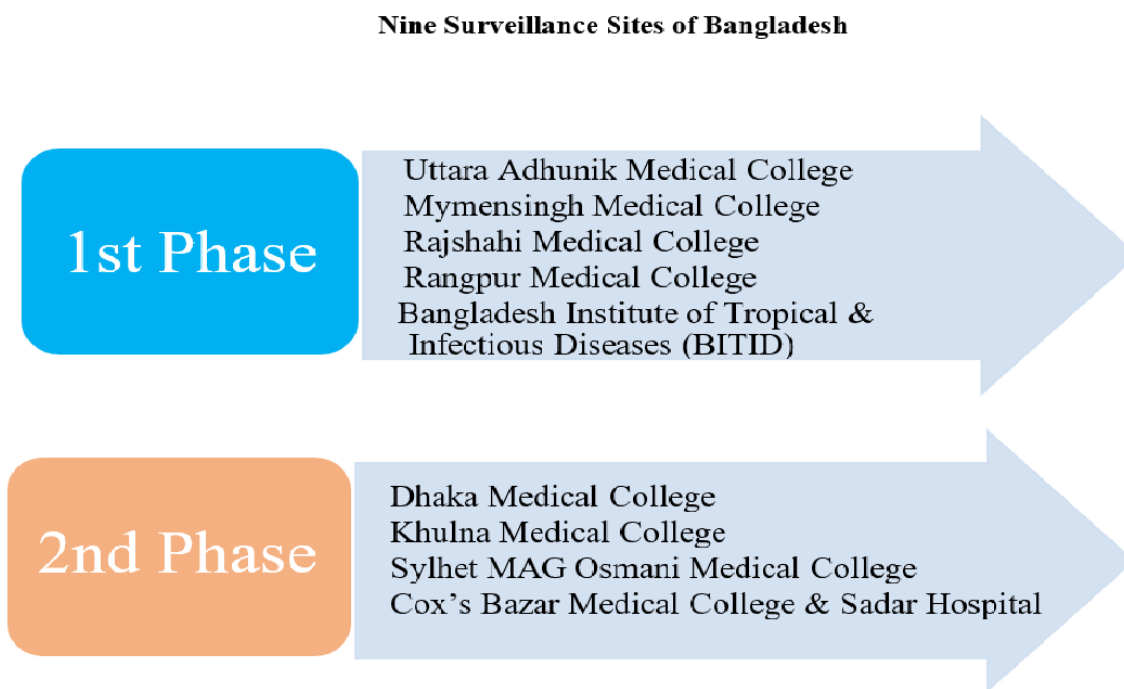 Nine Surveillance Sites of Bangladesh
1st Phase
Uttara Adhunik Medical College
Mymensingh Medical College
Rajshahi Medical College
Rangpur Medical College
Bangladesh Institute of Tropical &
Infectious Diseases (BITID)
2nd Phase
Dhaka Medical College
Khulna Medical College
Sylhet MAG Osmani Medical College
Cox’s Bazar Medical College & Sadar Hospital